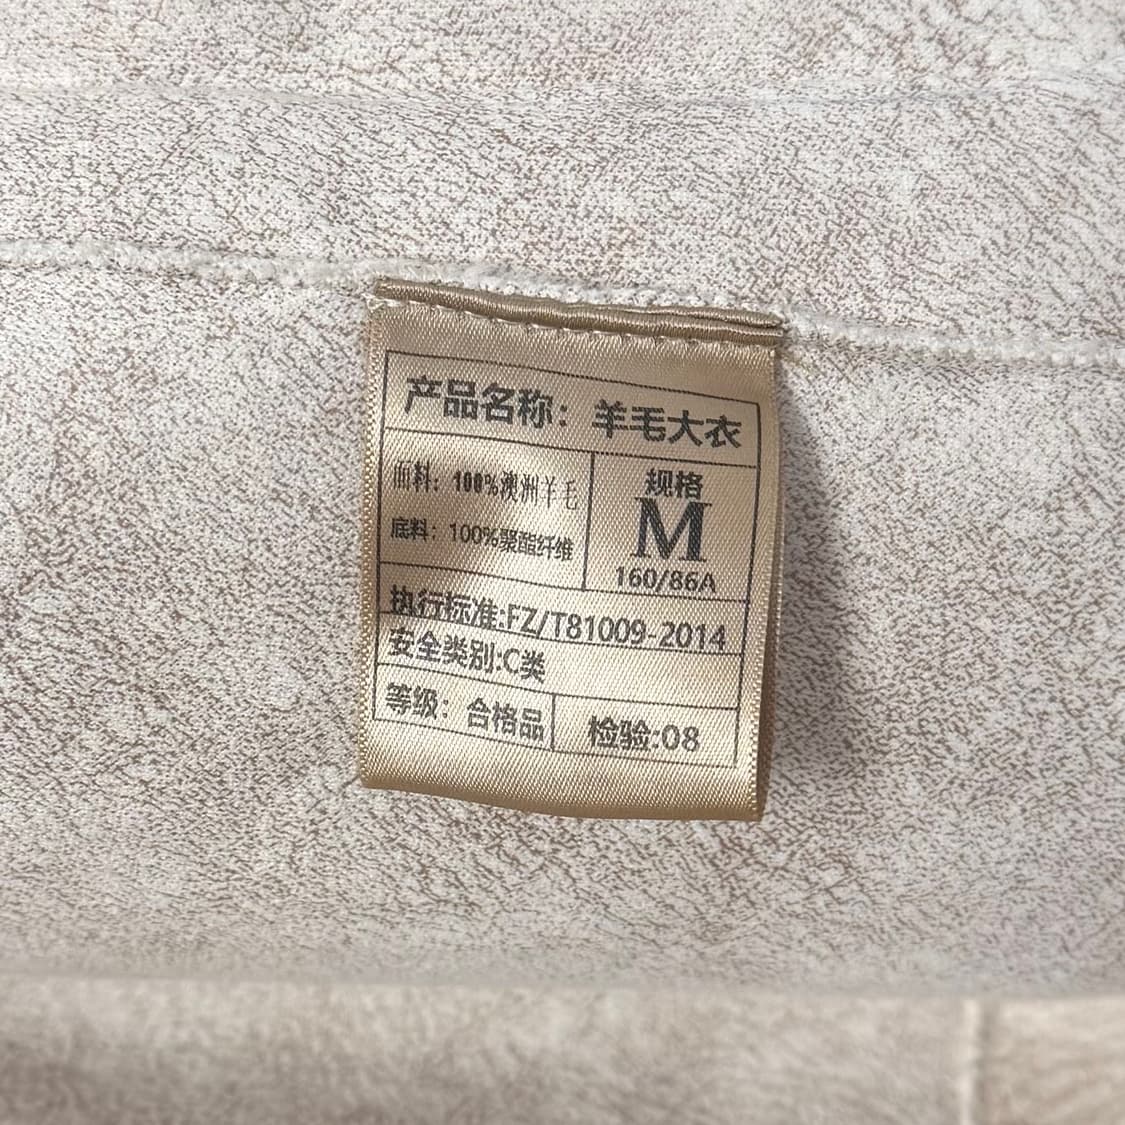 产品名称：羊毛大衣
面料：100%澳洲羊毛
底料：100%聚酯纤维
规格
M
160/86A
执行标准:FZ/T81009-2014
安全类别:C类
等级：合格品
检验:08